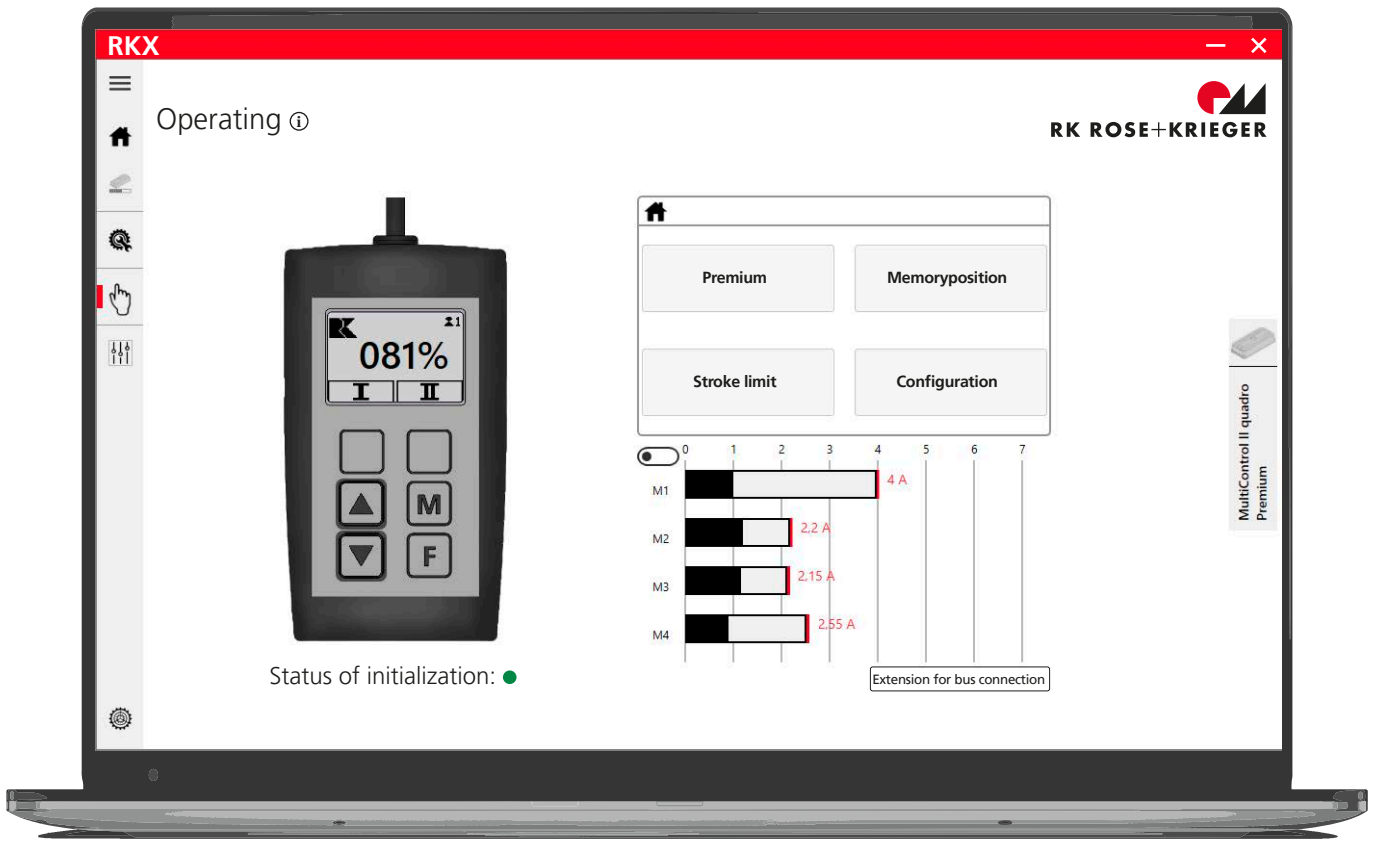 RKX
Operating
RK ROSE+KRIEGER
1
081%
I II
M
F
Status of initialization:
Premium Memoryposition
Stroke limit Configuration
0 1 2 3 4 5 6 7
M1 4 A
M2 2,2 A
M3 2,15 A
M4 2,55 A
Extension for bus connection
MultiControl II quadro
Premium